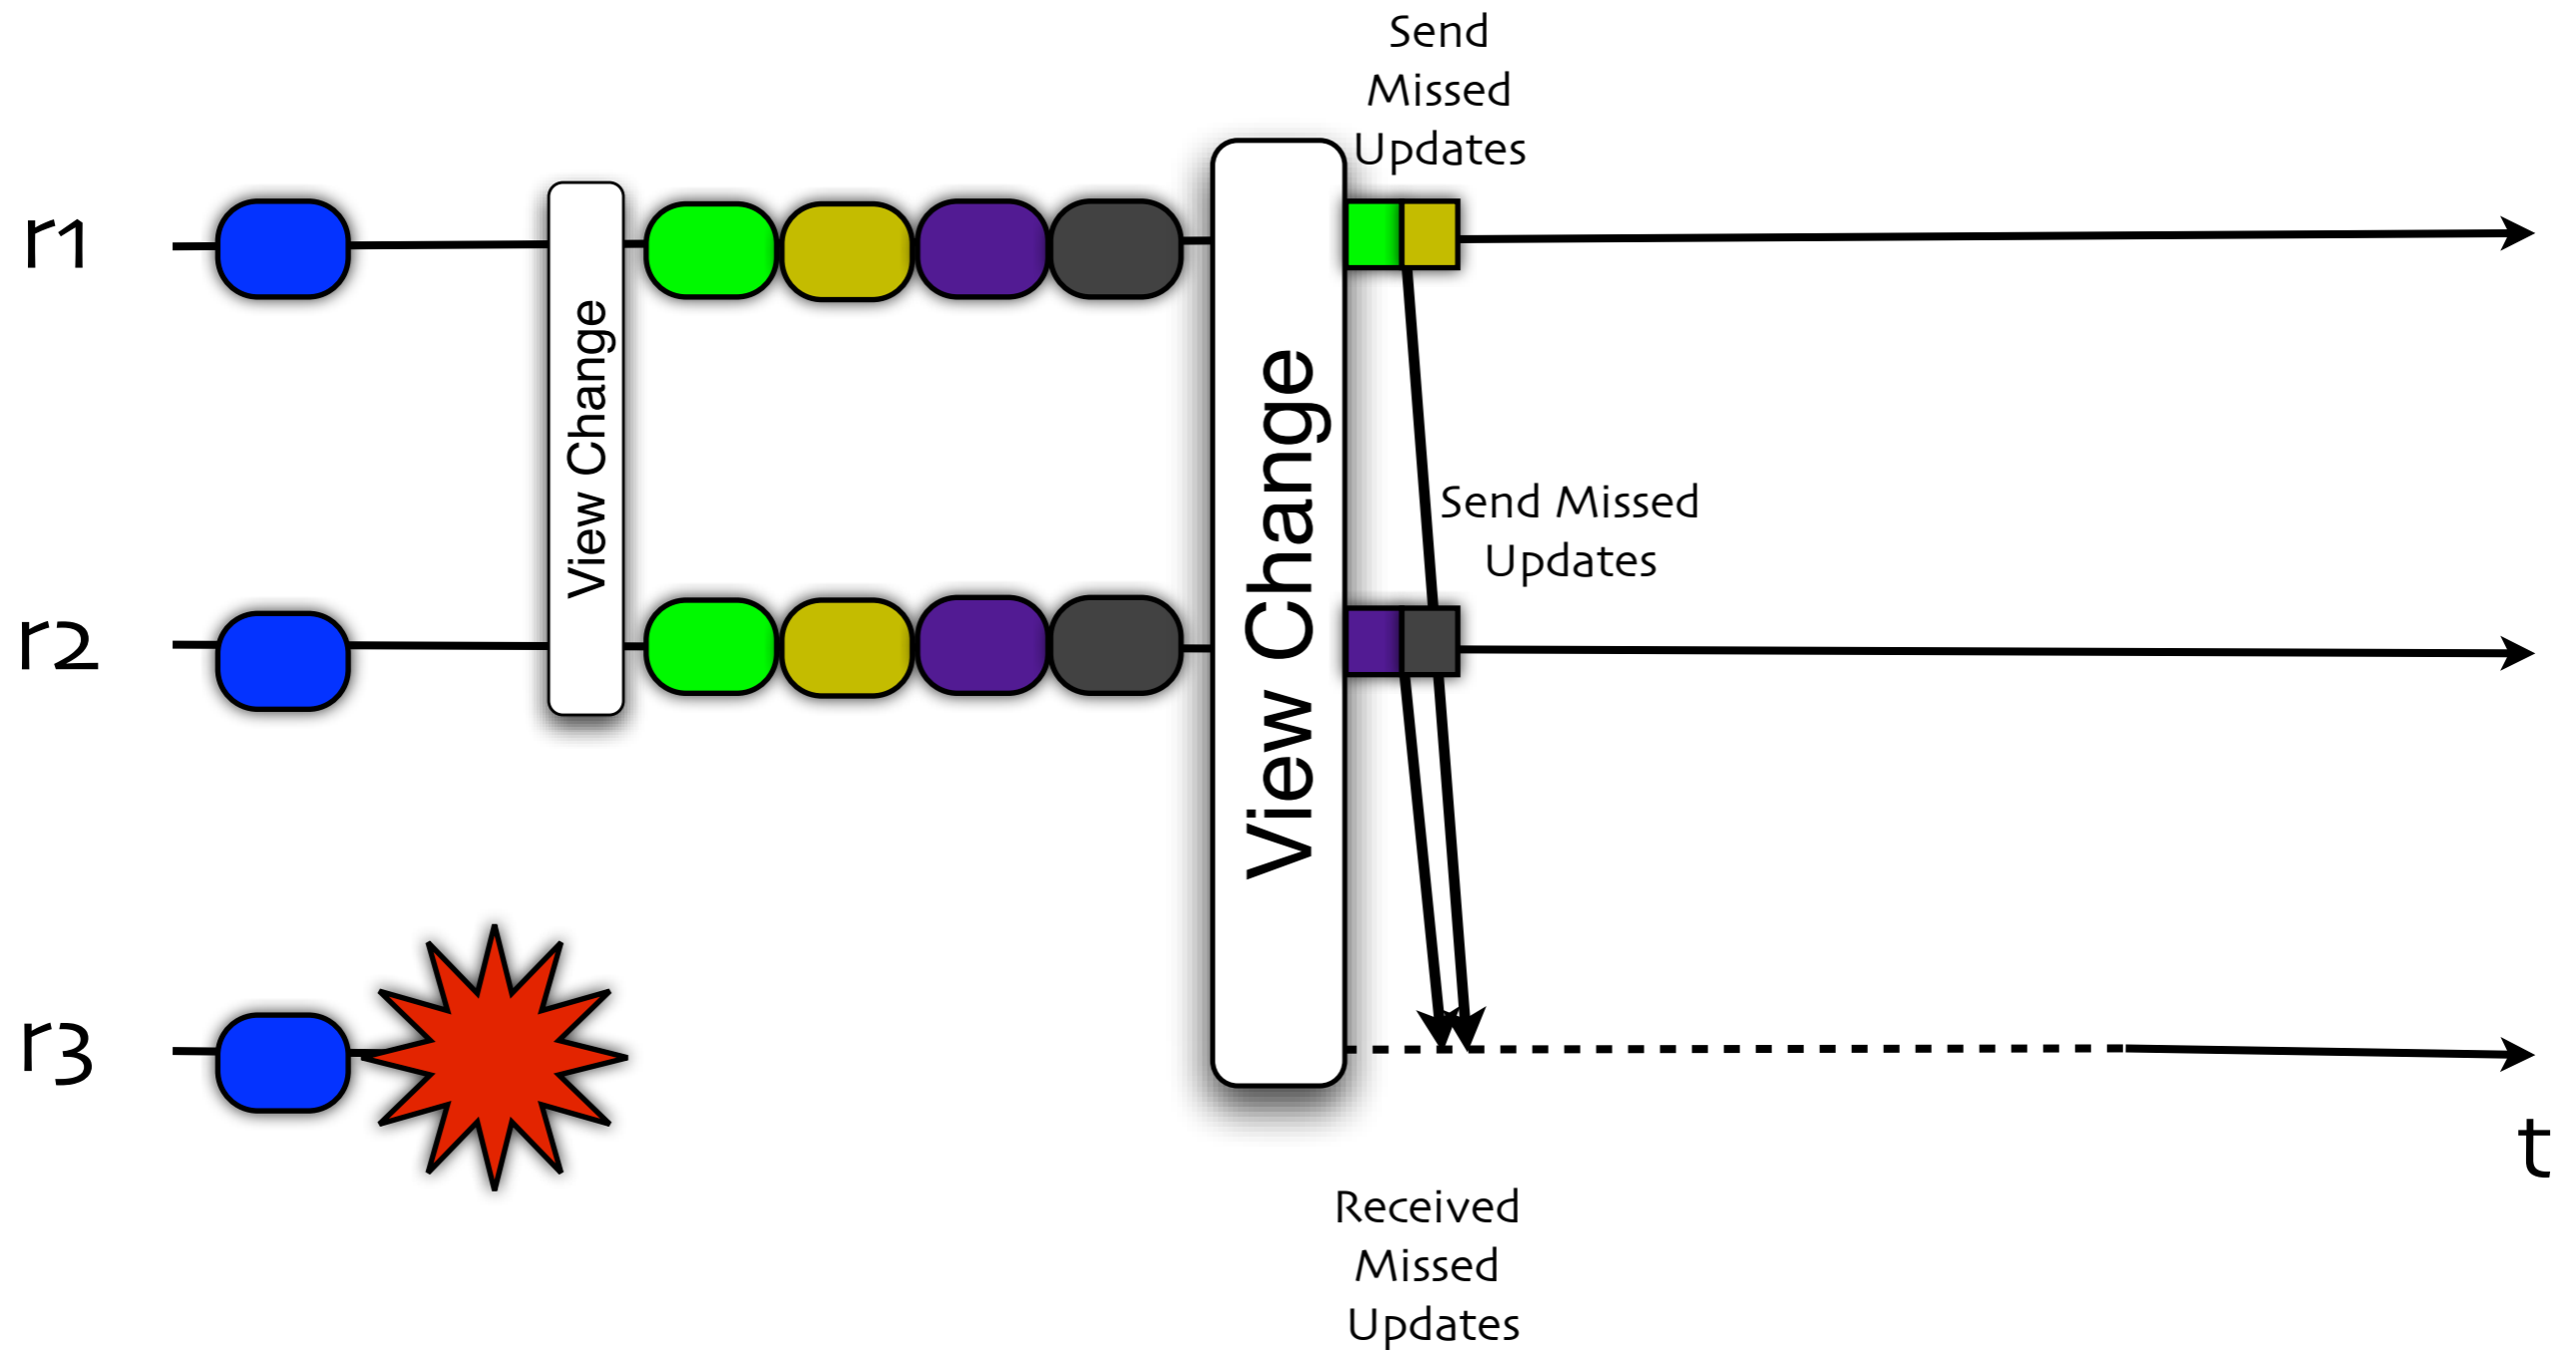 Send
Missed
Updates
r1
View Change
View Change
Send Missed
Updates
r2
r3
t
Received
Missed
Updates